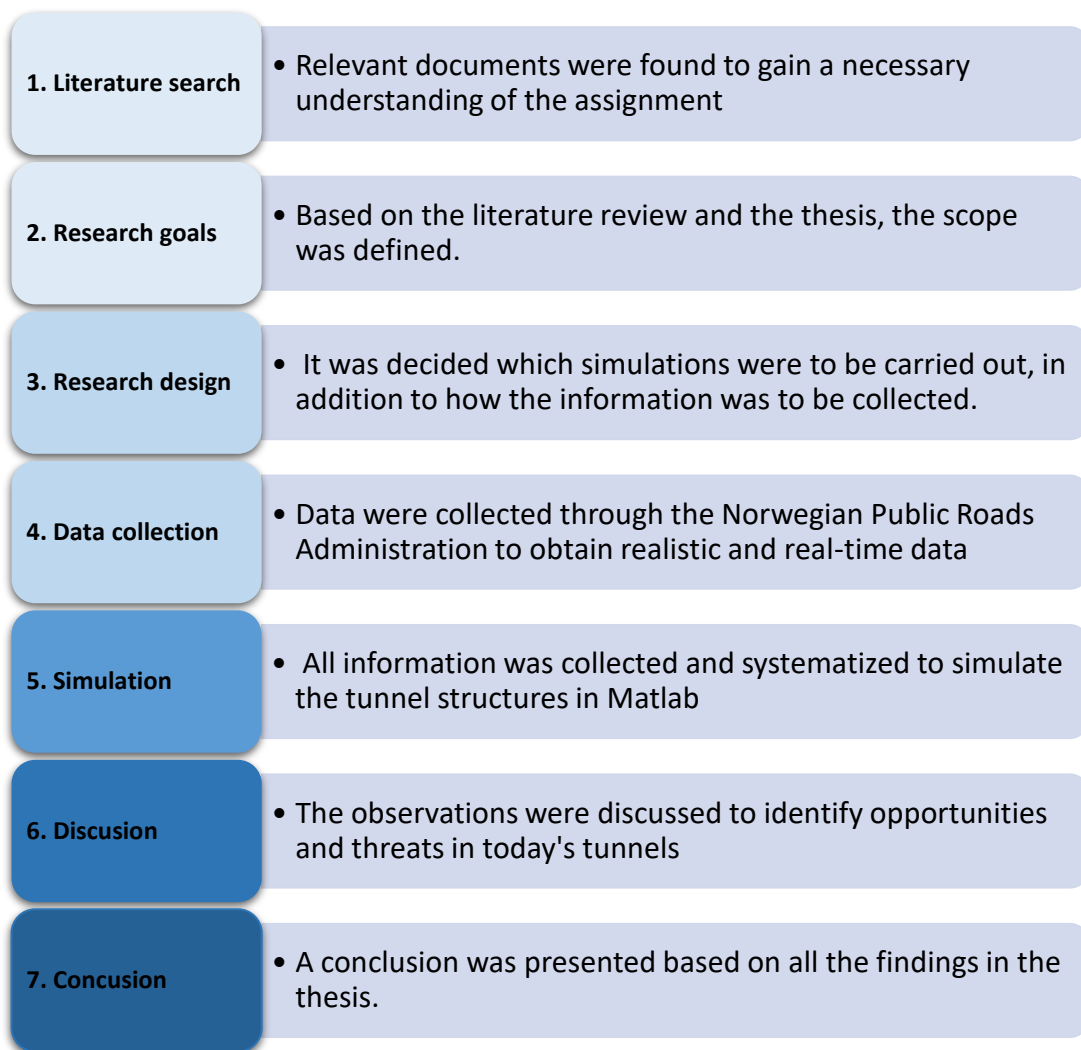 1. Literature search
• Relevant documents were found to gain a necessary
understanding of the assignment
2. Research goals
• Based on the literature review and the thesis, the scope
was defined.
3. Research design
• It was decided which simulations were to be carried out, in
addition to how the information was to be collected.
4. Data collection
• Data were collected through the Norwegian Public Roads
Administration to obtain realistic and real-time data
5. Simulation
• All information was collected and systematized to simulate
the tunnel structures in Matlab
6. Discusion
• The observations were discussed to identify opportunities
and threats in today's tunnels
7. Concusion
• A conclusion was presented based on all the findings in the
thesis.